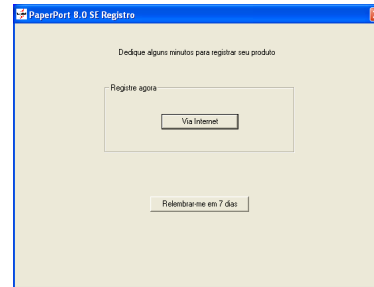 PaperPort 8.0 SE Registro
Dedique alguns minutos para registrar seu produto
Registre agora
Via Internet
Relembrar-me em 7 dias